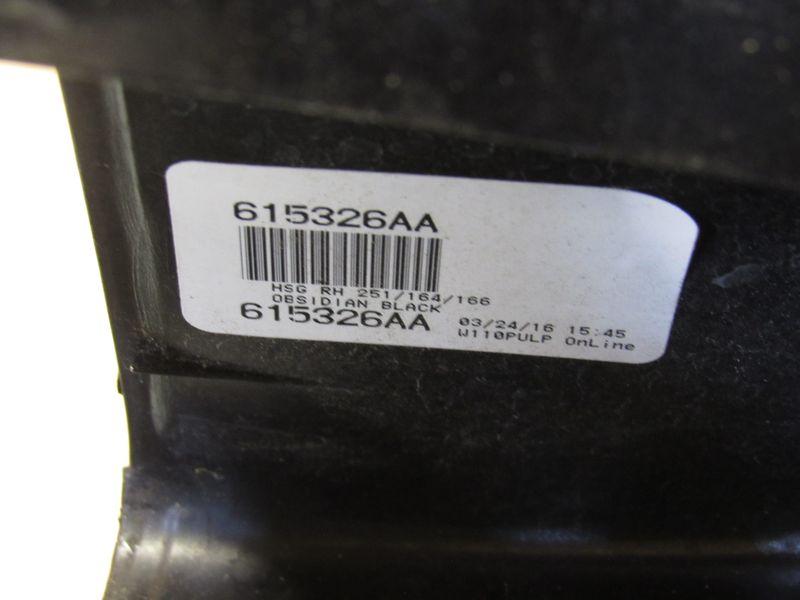 615326AA
HSG RH 251/164/166
OBSIDIAN BLACK
615326AA
03/24/16 15:45
W110PULP OnLine